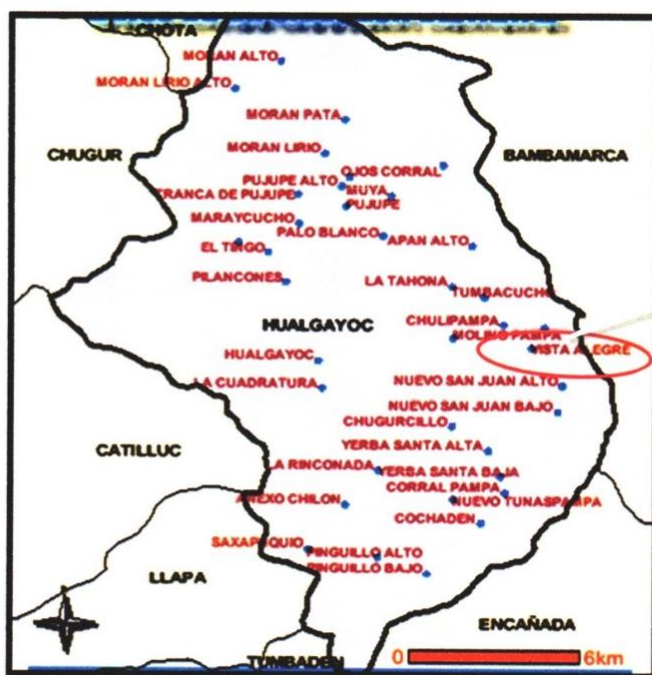 CHOTA
MORAN ALTO
MORAN LIRIO ALTO
MORAN PATA
CHUGUR
MORAN LIRIO
BAMBAMARCA
OJOS CORRAL
PUJUPE ALTO
TRANCA DE PUJUPE
MUYA
PUJUPE
MARAYCUCHO
PALO BLANCO
APAN ALTO
EL TINGO
PILANCONES
LA TAHONA
TUMBACUCHO
HUALGAYOC
CHULIPAMPA
MOLINO PAMPA
VISTA ALEGRE
HUALGAYOC
LA CUADRATURA
NUEVO SAN JUAN ALTO
NUEVO SAN JUAN BAJO
CHUGURCILLO
CATILLUC
YERBA SANTA ALTA
LA RINCONADA
YERBA SANTA BAJA
CORRAL PAMPA
ANEXO CHILON
NUEVO TUNASPAMPA
COCHADEN
SAXAPUQUIO
PINGUILLO ALTO
PINGUILLO BAJO
LLAPA
ENCAÑADA
TUMBADEN
0 6km